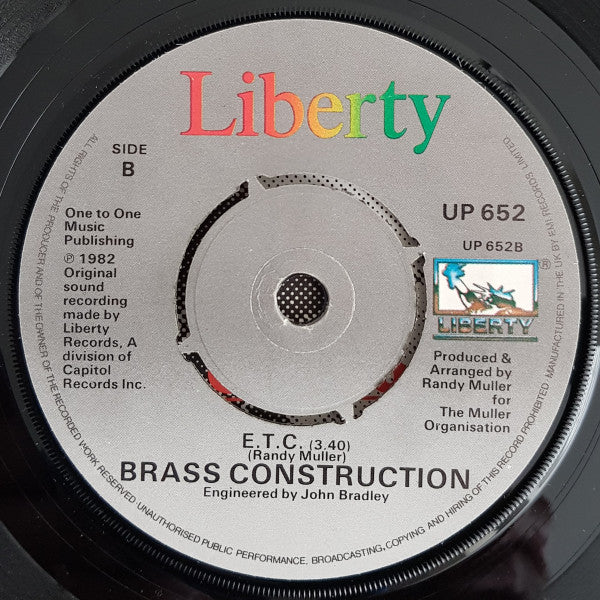 Liberty
SIDE
B
One to One
Music
Publishing
℗ 1982
Original
sound
recording
made by
Liberty
Records, A
division of
Capitol
Records Inc.
UP 652
UP 652B
®
LIBERTY
Produced &
Arranged by
Randy Muller
for
The Muller
Organisation
E.T.C. (3.40)
(Randy Muller)
BRASS CONSTRUCTION
Engineered by John Bradley
ALL RIGHTS OF THE PRODUCER AND OF THE OWNER OF THE RECORDED WORK RESERVED. UNAUTHORISED PUBLIC PERFORMANCE, BROADCASTING, COPYING AND HIRING OF THIS RECORD PROHIBITED. MANUFACTURED IN THE UK BY EMI RECORDS LIMITED.